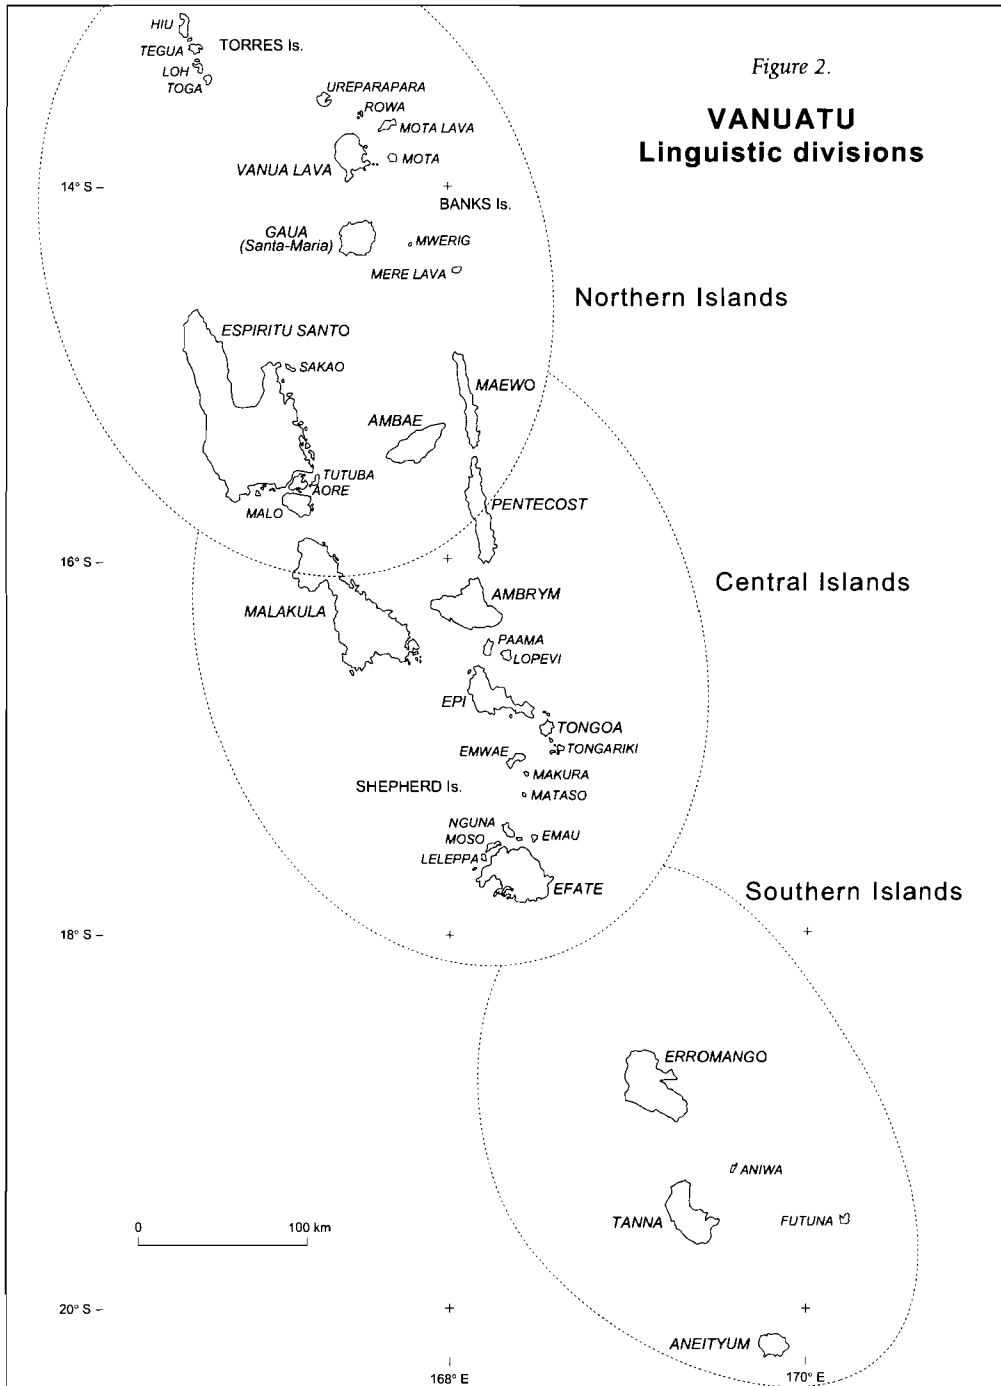 Figure 2.
VANUATU
Linguistic divisions
HIU
TEGUA
TORRES Is.
LOH
TOGA
UREPARAPARA
ROWA
MOTA LAVA
VANUA LAVA
MOTA
14° S
BANKS Is.
GAUA
(Santa-Maria)
MWERIG
MERE LAVA
Northern Islands
ESPIRITU SANTO
SAKAO
MAEWO
AMBAE
TUTUBA
AORE
MALO
PENTECOST
16° S
Central Islands
MALAKULA
AMBRYM
PAAMA
LOPEVI
EPI
TONGOA
EMWAE
TONGARIKI
MAKURA
SHEPHERD Is.
MATASO
NGUNA
MOSO
EMAU
LELEPPA
EFATE
Southern Islands
18° S
ERROMANGO
ANIWA
TANNA
FUTUNA
0 100 km
20° S
ANEITYUM
168° E
170° E